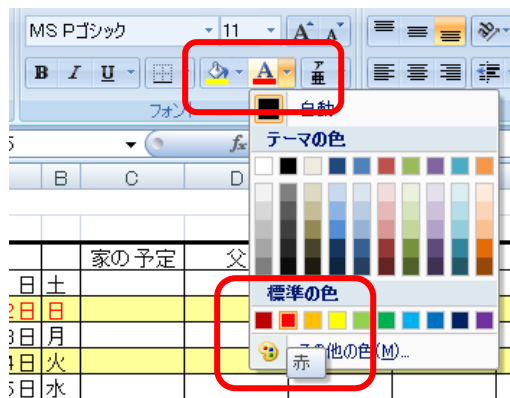 MS Pゴシック 11 A A
B I U A ア 亜
フォント
自動
fx
テーマの色
B C D
家の予定 父
日 土
2日 日
標準の色
3日 月
その他の色(M)...
4日 火
赤
5日 水